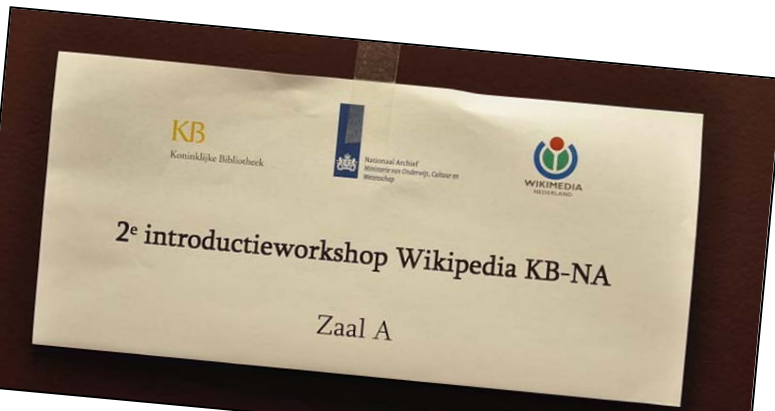 KB
Koninklijke Bibliotheek
Nationaal Archief
Ministerie van Onderwijs, Cultuur en
Wetenschap
WIKIMEDIA
NEDERLAND
2e introductieworkshop Wikipedia KB-NA
Zaal A